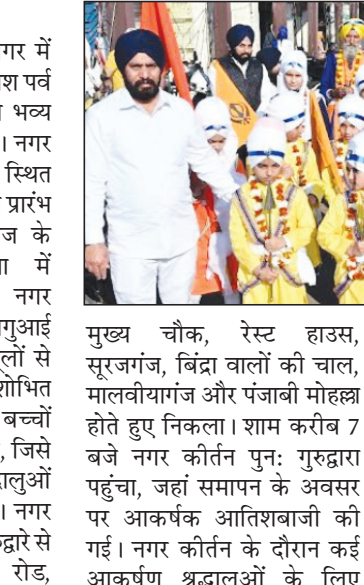 गर में
श पर्व
भव्य
। नगर
स्थित
प्रारंभ
ज के
में
नगर
गुआई
लों से
शोभित
बच्चों
, जिसे
द्वालुओं
। नगर
द्वारे से
रोड,
मुख्य चौक, रेस्ट हाउस,
सूरजगंज, बिंद्रा वालों की चाल,
मालवीयागंज और पंजाबी मोहल्ला
होते हुए निकला। शाम करीब 7
बजे नगर कीर्तन पुन: गुरुद्वारा
पहुंचा, जहां समापन के अवसर
पर आकर्षक आतिशबाजी की
गई। नगर कीर्तन के दौरान कई
आकर्षण श्रद्धालुओं के लिए